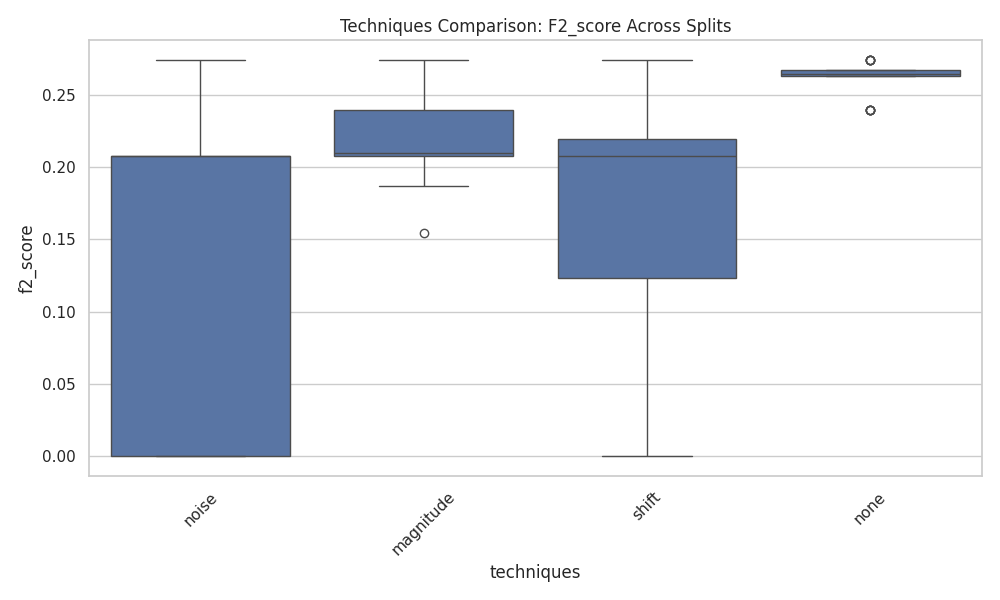 Techniques Comparison: F2_score Across Splits
f2_score
0.25
0.20
0.15
0.10
0.05
0.00
noise
magnitude
shift
none
techniques